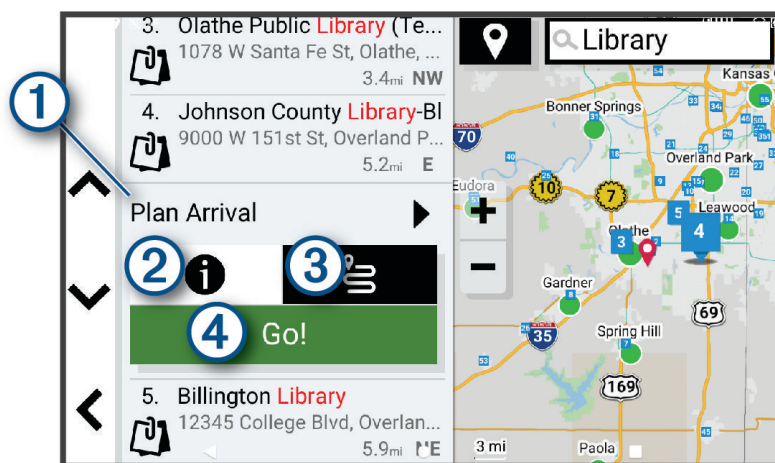 3. Olathe Public Library (Te...
1078 W Santa Fe St, Olathe, ...
3.4mi NW
4. Johnson County Library-Bl
9000 W 151st St, Overland P...
5.2mi E
Plan Arrival
1
2
3
4
Go!
5. Billington Library
12345 College Blvd, Overlan...
5.9mi NE
Library
Kansas
Bonner Springs
70
Overland Park
Eudora
10
7
Leawood
5
4
3
Olathe
+
−
Gardner
69
35
Spring Hill
169
3 mi
Paola